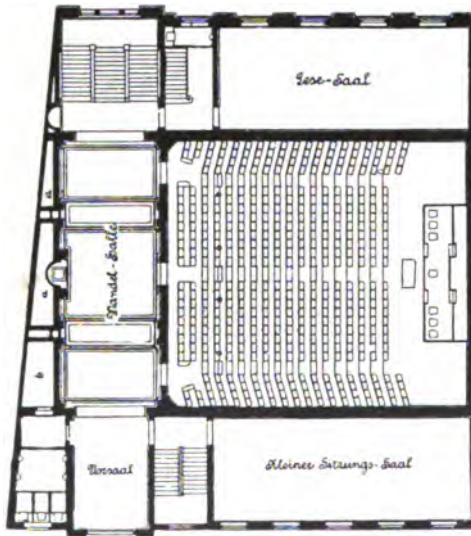 Lese-Saal
Wandel-Halle
a
a
b
Vorsaal
Kleiner Sitzungs-Saal